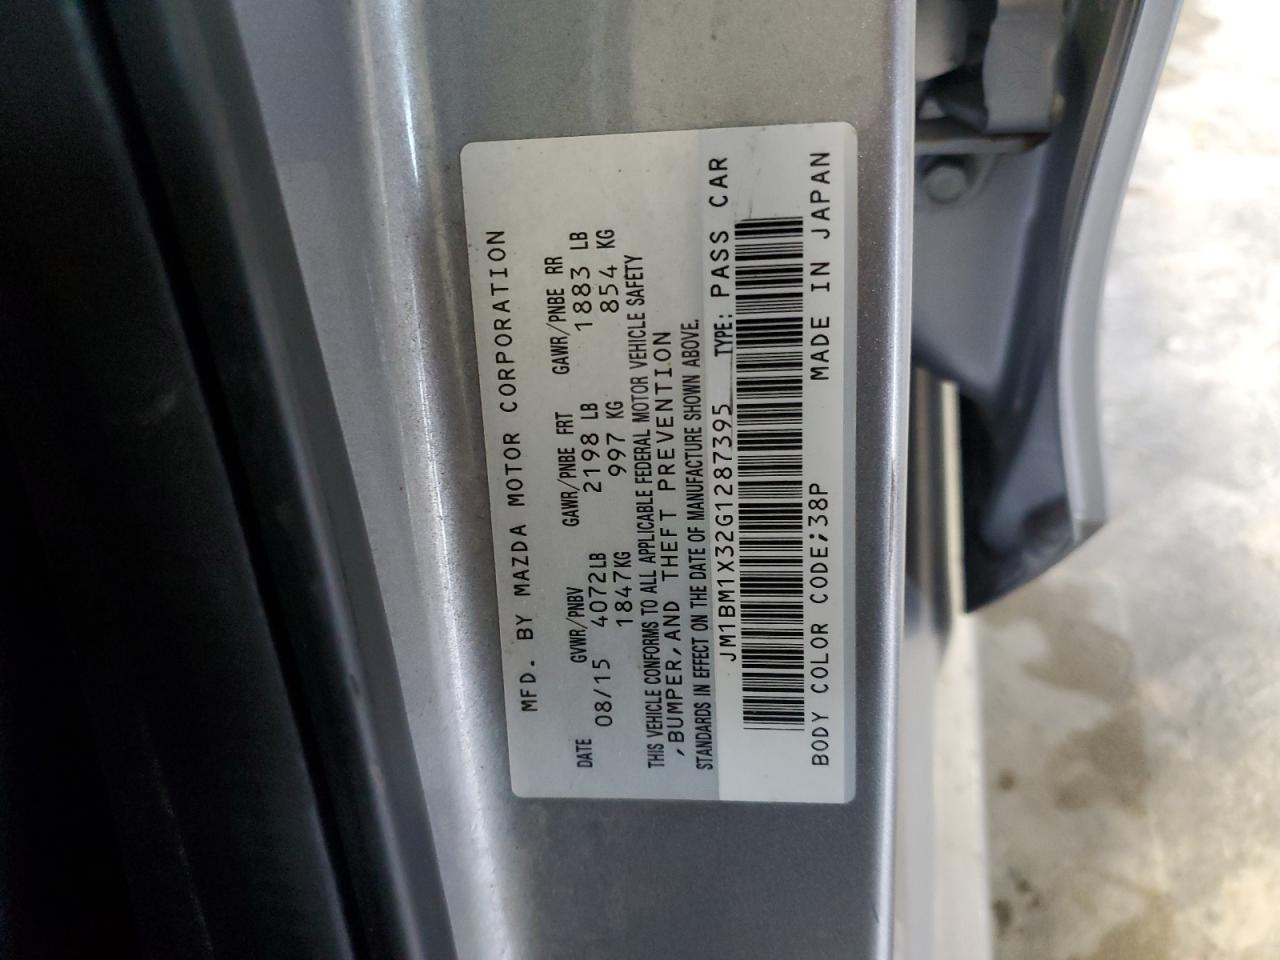 MFD. BY MAZDA MOTOR CORPORATION
DATE GVWR/PNBV GAWR/PNBE FRT GAWR/PNBE RR
08/15 4072LB 2198 LB 1883 LB
1847KG 997 KG 854 KG
THIS VEHICLE CONFORMS TO ALL APPLICABLE FEDERAL MOTOR VEHICLE SAFETY
,BUMPER,AND THEFT PREVENTION
STANDARDS IN EFFECT ON THE DATE OF MANUFACTURE SHOWN ABOVE.
JM1BM1X32G1287395 TYPE: PASS CAR
BODY COLOR CODE;38P MADE IN JAPAN